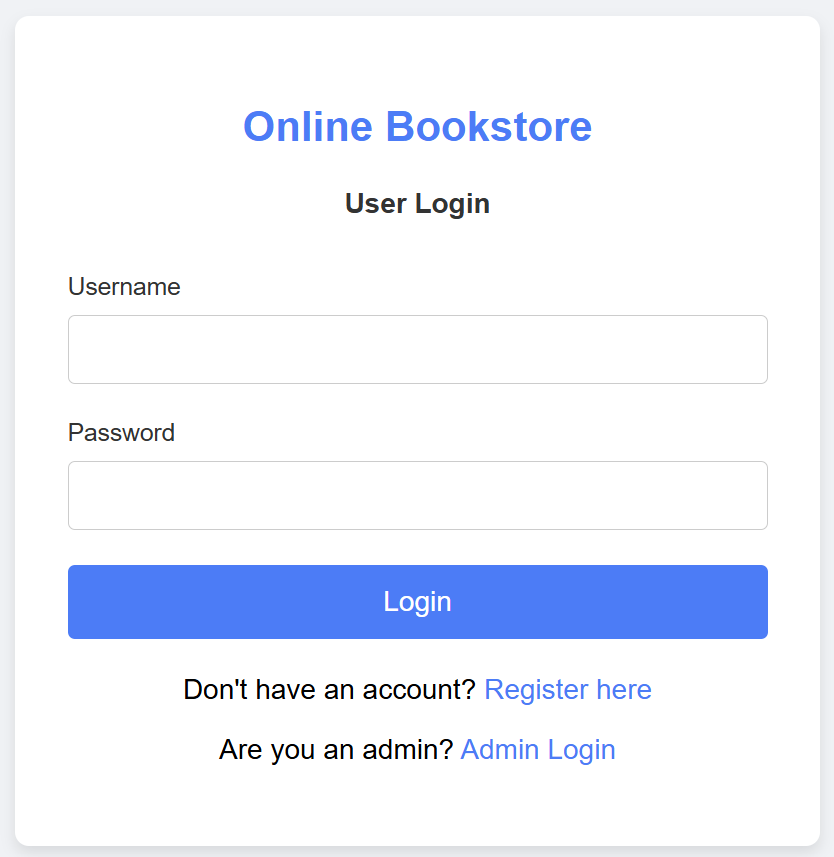 Online Bookstore
User Login
Username
Password
Login
Don't have an account? Register here
Are you an admin? Admin Login